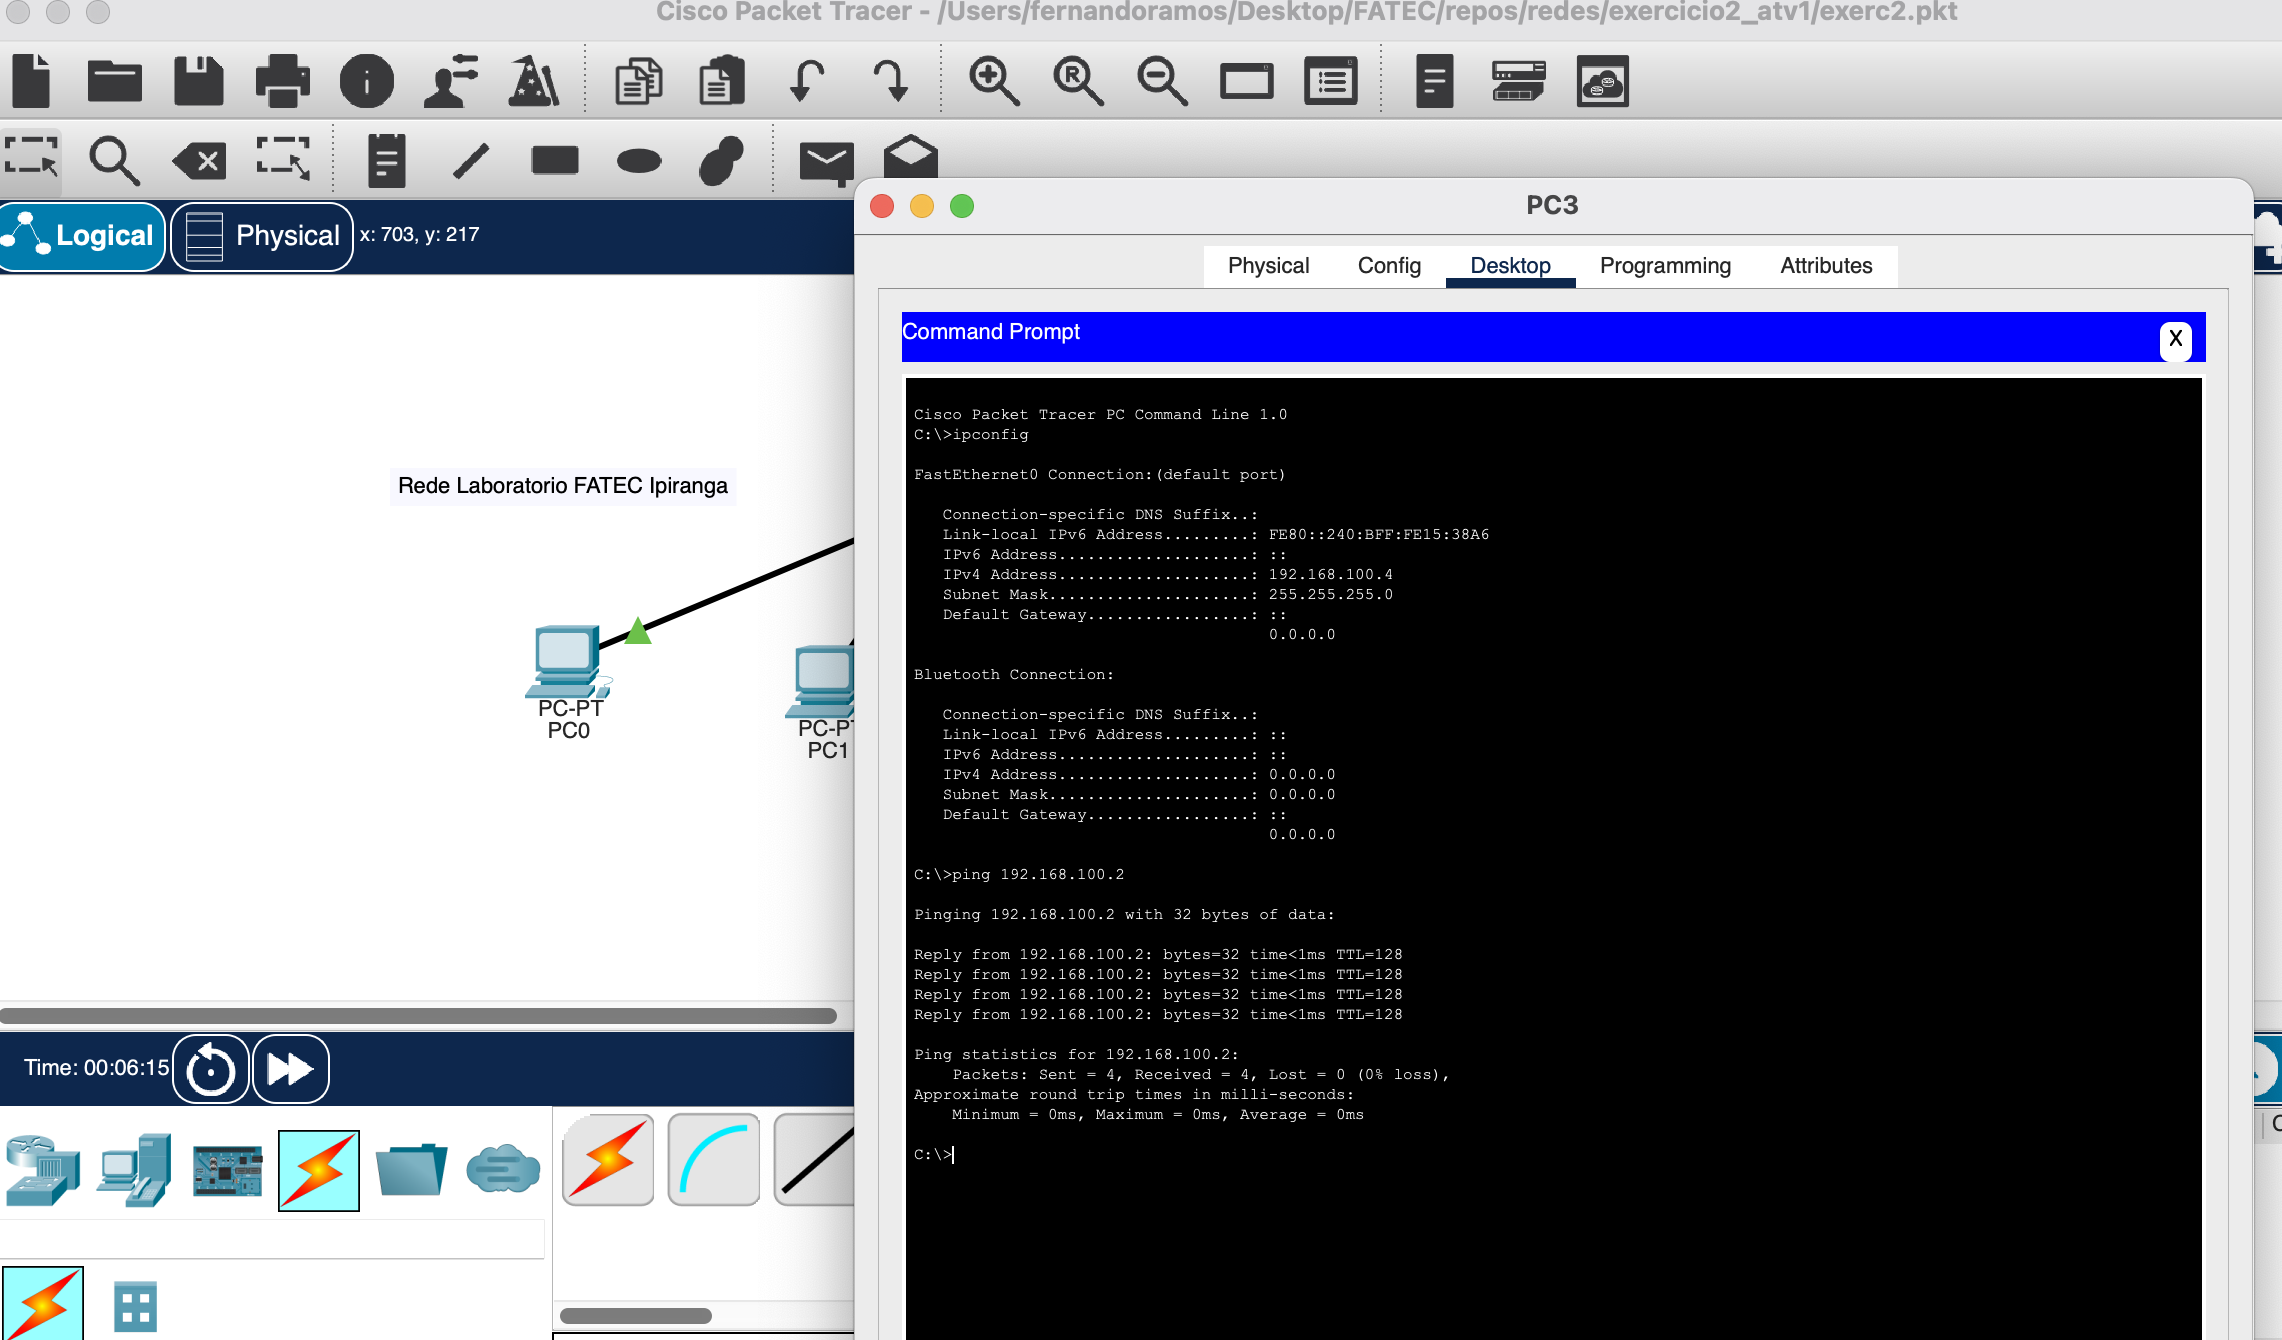 Cisco Packet Tracer - /Users/fernandoramos/Desktop/FATEC/repos/redes/exercicio2_atv1/exerc2.pkt
Logical
Physical
x: 703, y: 217
Rede Laboratorio FATEC Ipiranga
PC-PT
PC0
PC-PT
PC1
Time: 00:06:15
PC3
Physical
Config
Desktop
Programming
Attributes
Command Prompt
X
Cisco Packet Tracer PC Command Line 1.0
C:\>ipconfig
FastEthernet0 Connection:(default port)
Connection-specific DNS Suffix..:
Link-local IPv6 Address.........: FE80::240:BFF:FE15:38A6
IPv6 Address....................: ::
IPv4 Address....................: 192.168.100.4
Subnet Mask.....................: 255.255.255.0
Default Gateway.................: ::
0.0.0.0
Bluetooth Connection:
Connection-specific DNS Suffix..:
Link-local IPv6 Address.........: ::
IPv6 Address....................: ::
IPv4 Address....................: 0.0.0.0
Subnet Mask.....................: 0.0.0.0
Default Gateway.................: ::
0.0.0.0
C:\>ping 192.168.100.2
Pinging 192.168.100.2 with 32 bytes of data:
Reply from 192.168.100.2: bytes=32 time<1ms TTL=128
Reply from 192.168.100.2: bytes=32 time<1ms TTL=128
Reply from 192.168.100.2: bytes=32 time<1ms TTL=128
Reply from 192.168.100.2: bytes=32 time<1ms TTL=128
Ping statistics for 192.168.100.2:
Packets: Sent = 4, Received = 4, Lost = 0 (0% loss),
Approximate round trip times in milli-seconds:
Minimum = 0ms, Maximum = 0ms, Average = 0ms
C:\>